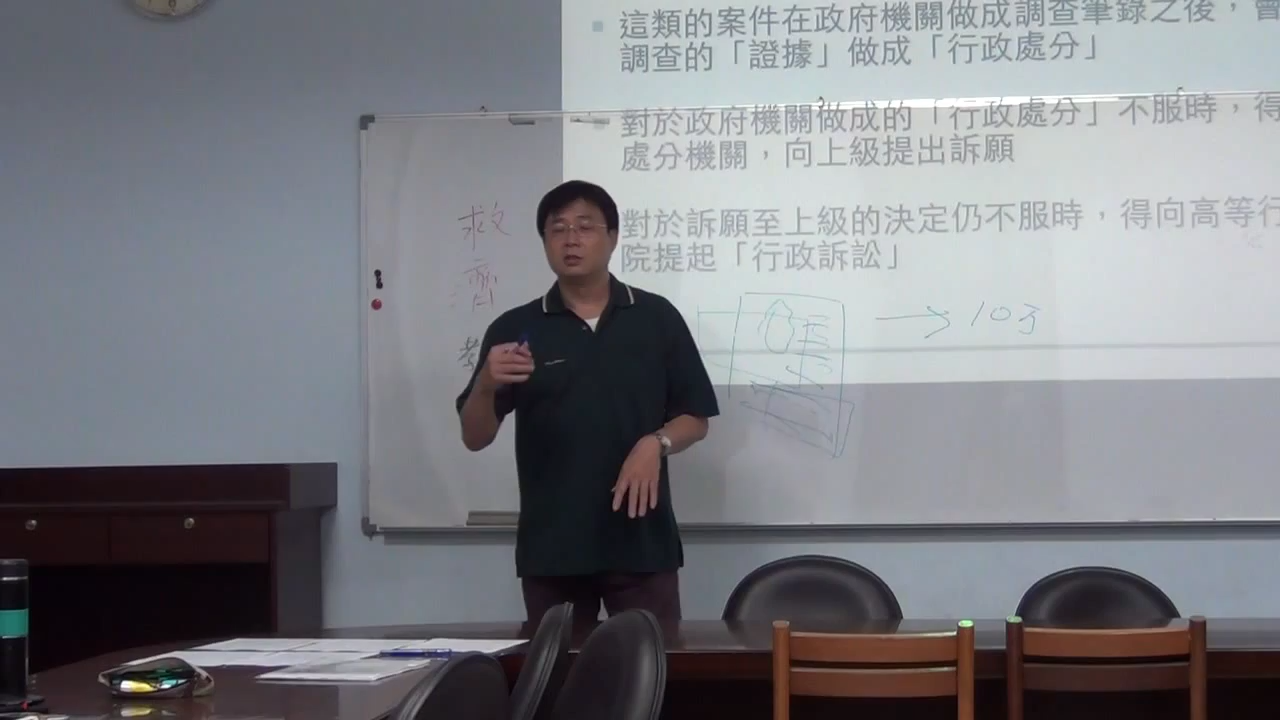 這類的案件在政府機關做成調查筆錄之後，會
調查的「證據」做成「行政處分」
對於政府機關做成的「行政處分」不服時，得
處分機關，向上級提出訴願
對於訴願至上級的決定仍不服時，得向高等行
院提起「行政訴訟」
救
濟